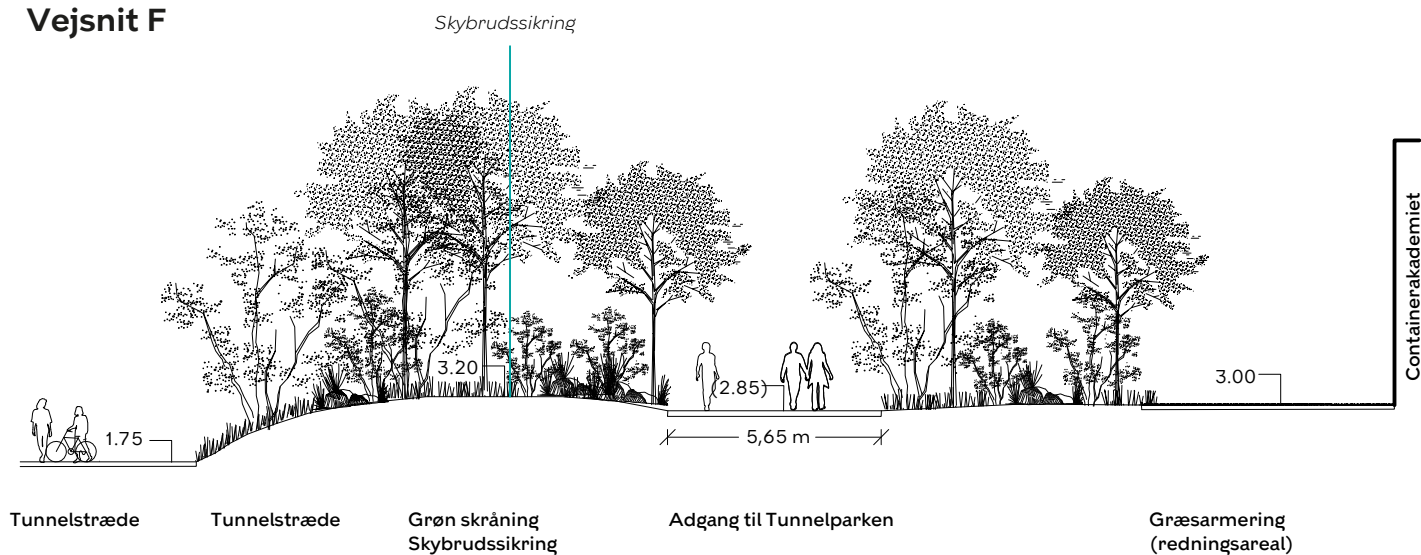 Vejsnit F
Skybrudssikring
Containerakademiet
3.20
(2.85)
3.00
1.75
5,65 m
Tunnelstræde
Tunnelstræde
Grøn skråning
Skybrudssikring
Adgang til Tunnelparken
Græsarmering
(redningsareal)